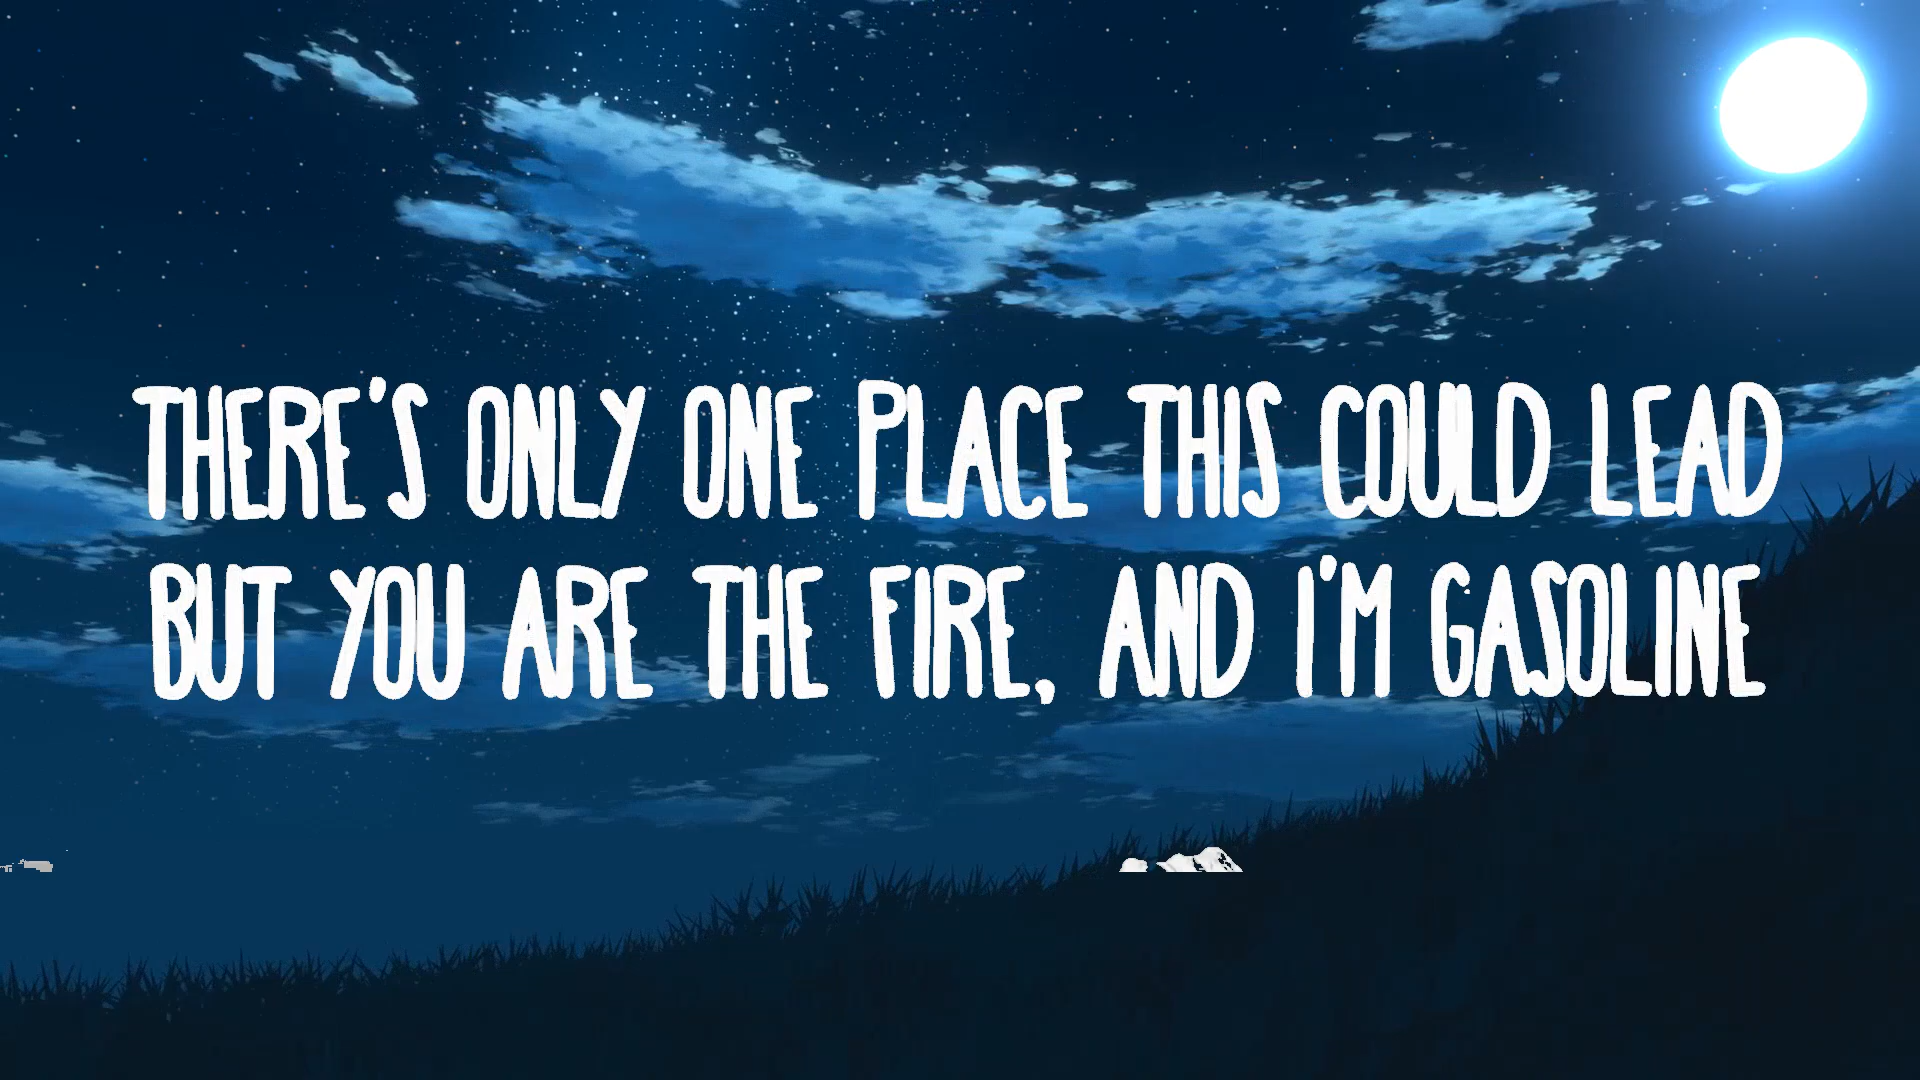 THERE'S ONLY ONE PLACE THIS COULD LEAD
BUT YOU ARE THE FIRE, AND I'M GASOLINE